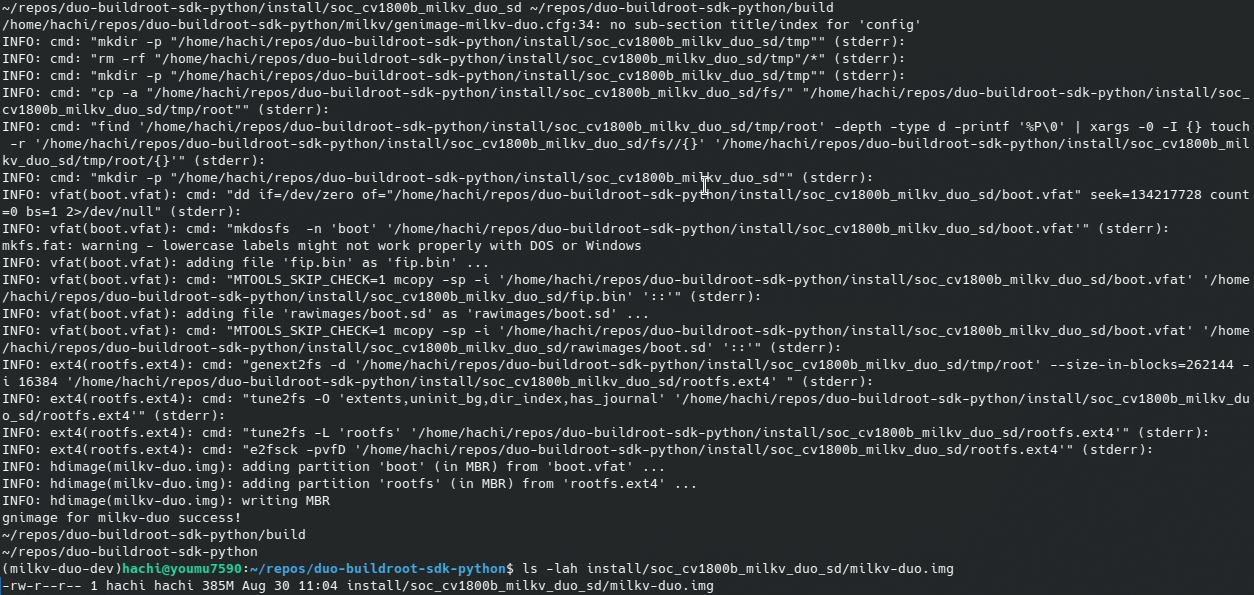 ~/repos/duo-buildroot-sdk-python/install/soc_cv1800b_milkv_duo_sd ~/repos/duo-buildroot-sdk-python/build
/home/hachi/repos/duo-buildroot-sdk-python/milkv/genimage-milkv-duo.cfg:34: no sub-section title/index for 'config'
INFO: cmd: "mkdir -p "/home/hachi/repos/duo-buildroot-sdk-python/install/soc_cv1800b_milkv_duo_sd/tmp"" (stderr):
INFO: cmd: "rm -rf "/home/hachi/repos/duo-buildroot-sdk-python/install/soc_cv1800b_milkv_duo_sd/tmp"/*" (stderr):
INFO: cmd: "mkdir -p "/home/hachi/repos/duo-buildroot-sdk-python/install/soc_cv1800b_milkv_duo_sd/tmp"" (stderr):
INFO: cmd: "cp -a "/home/hachi/repos/duo-buildroot-sdk-python/install/soc_cv1800b_milkv_duo_sd/fs/" "/home/hachi/repos/duo-buildroot-sdk-python/install/soc_
cv1800b_milkv_duo_sd/tmp/root"" (stderr):
INFO: cmd: "find '/home/hachi/repos/duo-buildroot-sdk-python/install/soc_cv1800b_milkv_duo_sd/tmp/root' -depth -type d -printf '%P\0' | xargs -0 -I {} touch
 -r '/home/hachi/repos/duo-buildroot-sdk-python/install/soc_cv1800b_milkv_duo_sd/fs//{}' '/home/hachi/repos/duo-buildroot-sdk-python/install/soc_cv1800b_mil
kv_duo_sd/tmp/root/{}'" (stderr):
INFO: cmd: "mkdir -p "/home/hachi/repos/duo-buildroot-sdk-python/install/soc_cv1800b_milkv_duo_sd"" (stderr):
INFO: vfat(boot.vfat): cmd: "dd if=/dev/zero of="/home/hachi/repos/duo-buildroot-sdk-python/install/soc_cv1800b_milkv_duo_sd/boot.vfat" seek=134217728 count
=0 bs=1 2>/dev/null" (stderr):
INFO: vfat(boot.vfat): cmd: "mkdosfs  -n 'boot' '/home/hachi/repos/duo-buildroot-sdk-python/install/soc_cv1800b_milkv_duo_sd/boot.vfat'" (stderr):
mkfs.fat: warning - lowercase labels might not work properly with DOS or Windows
INFO: vfat(boot.vfat): adding file 'fip.bin' as 'fip.bin' ...
INFO: vfat(boot.vfat): cmd: "MTOOLS_SKIP_CHECK=1 mcopy -sp -i '/home/hachi/repos/duo-buildroot-sdk-python/install/soc_cv1800b_milkv_duo_sd/boot.vfat' '/home
/hachi/repos/duo-buildroot-sdk-python/install/soc_cv1800b_milkv_duo_sd/fip.bin' '::'" (stderr):
INFO: vfat(boot.vfat): adding file 'rawimages/boot.sd' as 'rawimages/boot.sd' ...
INFO: vfat(boot.vfat): cmd: "MTOOLS_SKIP_CHECK=1 mcopy -sp -i '/home/hachi/repos/duo-buildroot-sdk-python/install/soc_cv1800b_milkv_duo_sd/boot.vfat' '/home
/hachi/repos/duo-buildroot-sdk-python/install/soc_cv1800b_milkv_duo_sd/rawimages/boot.sd' '::'" (stderr):
INFO: ext4(rootfs.ext4): cmd: "genext2fs -d '/home/hachi/repos/duo-buildroot-sdk-python/install/soc_cv1800b_milkv_duo_sd/tmp/root' --size-in-blocks=262144 -
i 16384 '/home/hachi/repos/duo-buildroot-sdk-python/install/soc_cv1800b_milkv_duo_sd/rootfs.ext4' " (stderr):
INFO: ext4(rootfs.ext4): cmd: "tune2fs -O 'extents,uninit_bg,dir_index,has_journal' '/home/hachi/repos/duo-buildroot-sdk-python/install/soc_cv1800b_milkv_du
o_sd/rootfs.ext4'" (stderr):
INFO: ext4(rootfs.ext4): cmd: "tune2fs -L 'rootfs' '/home/hachi/repos/duo-buildroot-sdk-python/install/soc_cv1800b_milkv_duo_sd/rootfs.ext4'" (stderr):
INFO: ext4(rootfs.ext4): cmd: "e2fsck -pvfD '/home/hachi/repos/duo-buildroot-sdk-python/install/soc_cv1800b_milkv_duo_sd/rootfs.ext4'" (stderr):
INFO: hdimage(milkv-duo.img): adding partition 'boot' (in MBR) from 'boot.vfat' ...
INFO: hdimage(milkv-duo.img): adding partition 'rootfs' (in MBR) from 'rootfs.ext4' ...
INFO: hdimage(milkv-duo.img): writing MBR
gnimage for milkv-duo success!
~/repos/duo-buildroot-sdk-python/build
~/repos/duo-buildroot-sdk-python
(milkv-duo-dev)hachi@youmu7590:~/repos/duo-buildroot-sdk-python$ ls -lah install/soc_cv1800b_milkv_duo_sd/milkv-duo.img
-rw-r--r-- 1 hachi hachi 385M Aug 30 11:04 install/soc_cv1800b_milkv_duo_sd/milkv-duo.img